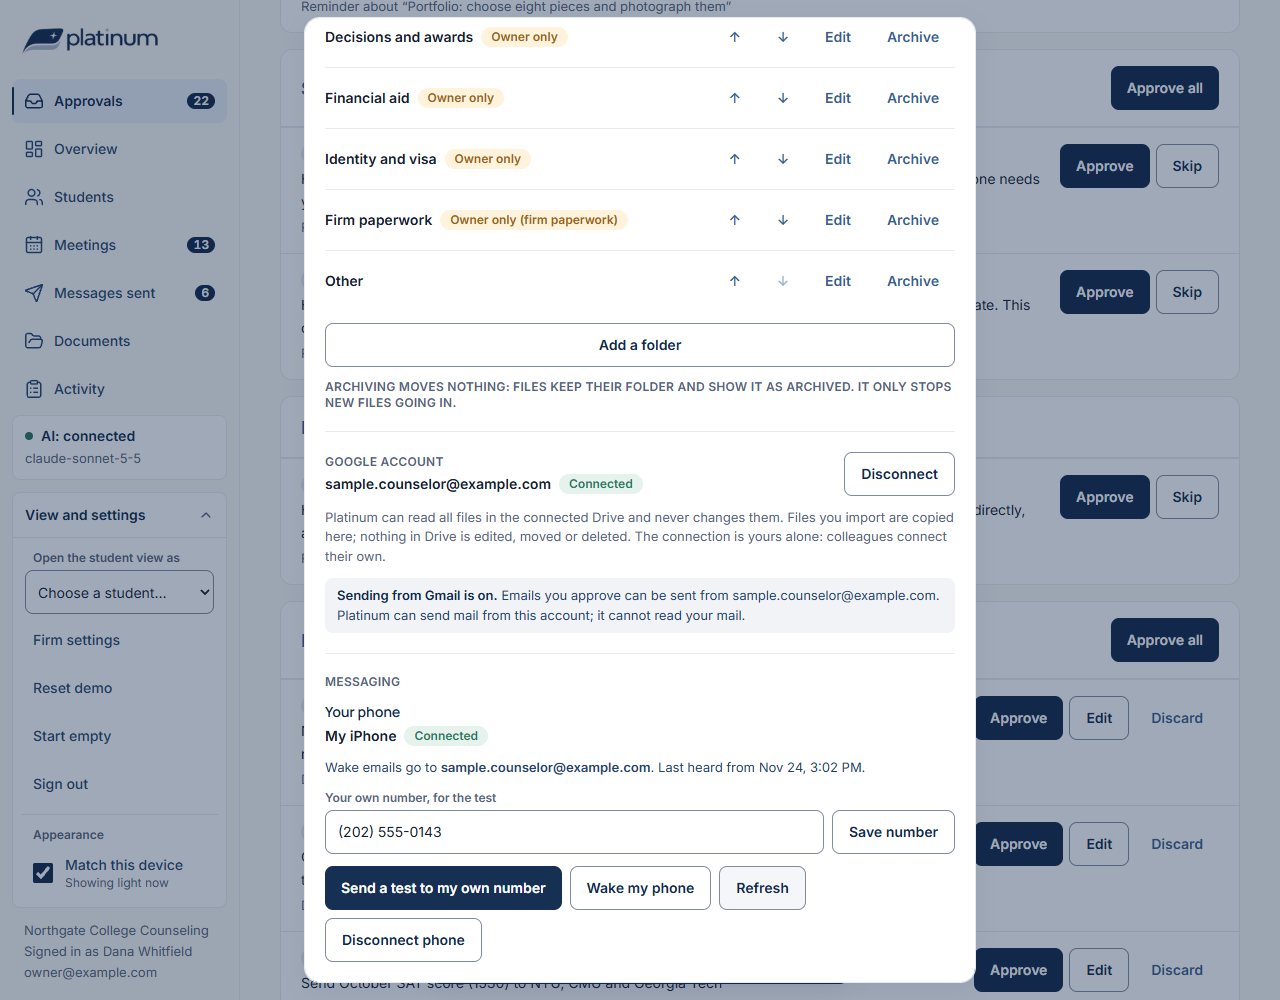 platinum
Approvals 22
Overview
Students
Meetings 13
Messages sent 6
Documents
Activity
AI: connected
claude-sonnet-5-5
View and settings
Open the student view as
Choose a student...
Firm settings
Reset demo
Start empty
Sign out
Appearance
Match this device
Showing light now
Northgate College Counseling
Signed in as Dana Whitfield
owner@example.com
Reminder about “Portfolio: choose eight pieces and photograph them”
Decisions and awards Owner only ↑ ↓ Edit Archive
Financial aid Owner only ↑ ↓ Edit Archive
Identity and visa Owner only ↑ ↓ Edit Archive
Firm paperwork Owner only (firm paperwork) ↑ ↓ Edit Archive
Other ↑ ↓ Edit Archive
Add a folder
ARCHIVING MOVES NOTHING: FILES KEEP THEIR FOLDER AND SHOW IT AS ARCHIVED. IT ONLY STOPS
NEW FILES GOING IN.
GOOGLE ACCOUNT
sample.counselor@example.com Connected
Disconnect
Platinum can read all files in the connected Drive and never changes them. Files you import are copied
here; nothing in Drive is edited, moved or deleted. The connection is yours alone: colleagues connect
their own.
Sending from Gmail is on. Emails you approve can be sent from sample.counselor@example.com.
Platinum can send mail from this account; it cannot read your mail.
MESSAGING
Your phone
My iPhone Connected
Wake emails go to sample.counselor@example.com. Last heard from Nov 24, 3:02 PM.
Your own number, for the test
(202) 555-0143
Save number
Send a test to my own number
Wake my phone
Refresh
Disconnect phone
Approve all
one needs
Approve Skip
ate. This
Approve Skip
directly,
Approve Skip
Approve all
Approve Edit Discard
Approve Edit Discard
Approve Edit Discard